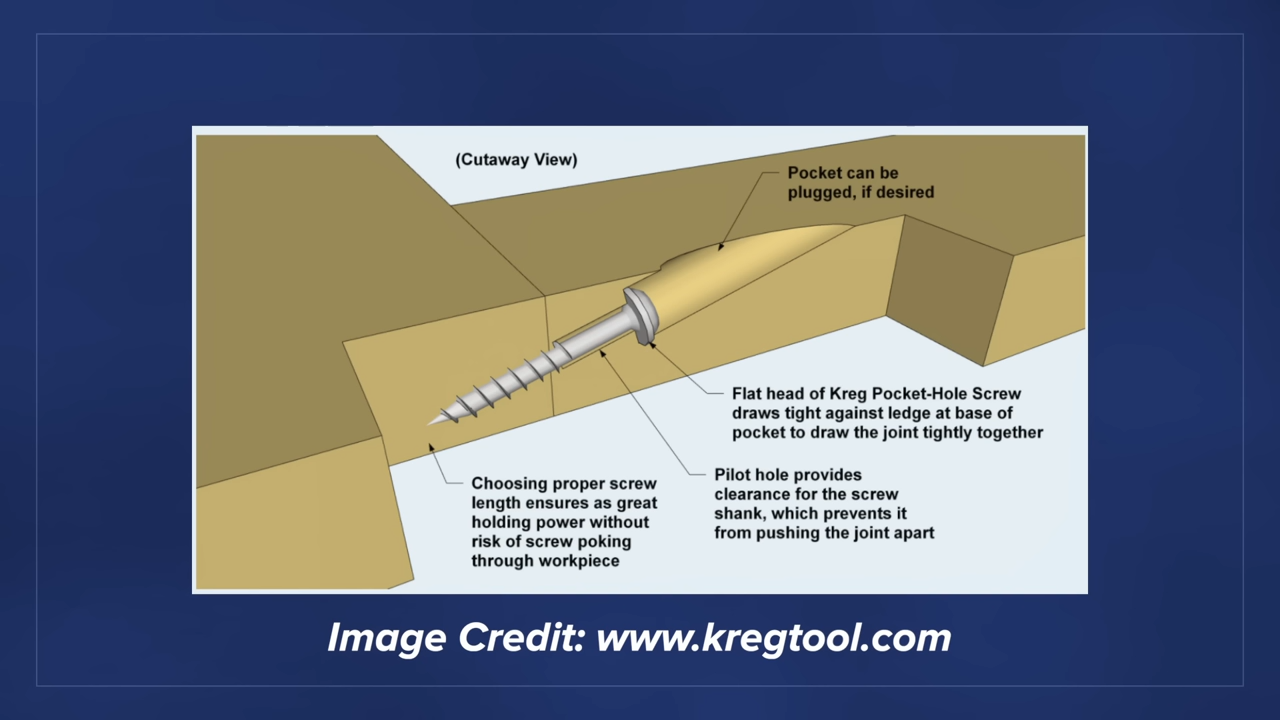 (Cutaway View)
Pocket can be
plugged, if desired
Flat head of Kreg Pocket-Hole Screw
draws tight against ledge at base of
pocket to draw the joint tightly together
Pilot hole provides
clearance for the screw
shank, which prevents it
from pushing the joint apart
Choosing proper screw
length ensures as great
holding power without
risk of screw poking
through workpiece
Image Credit: www.kregtool.com